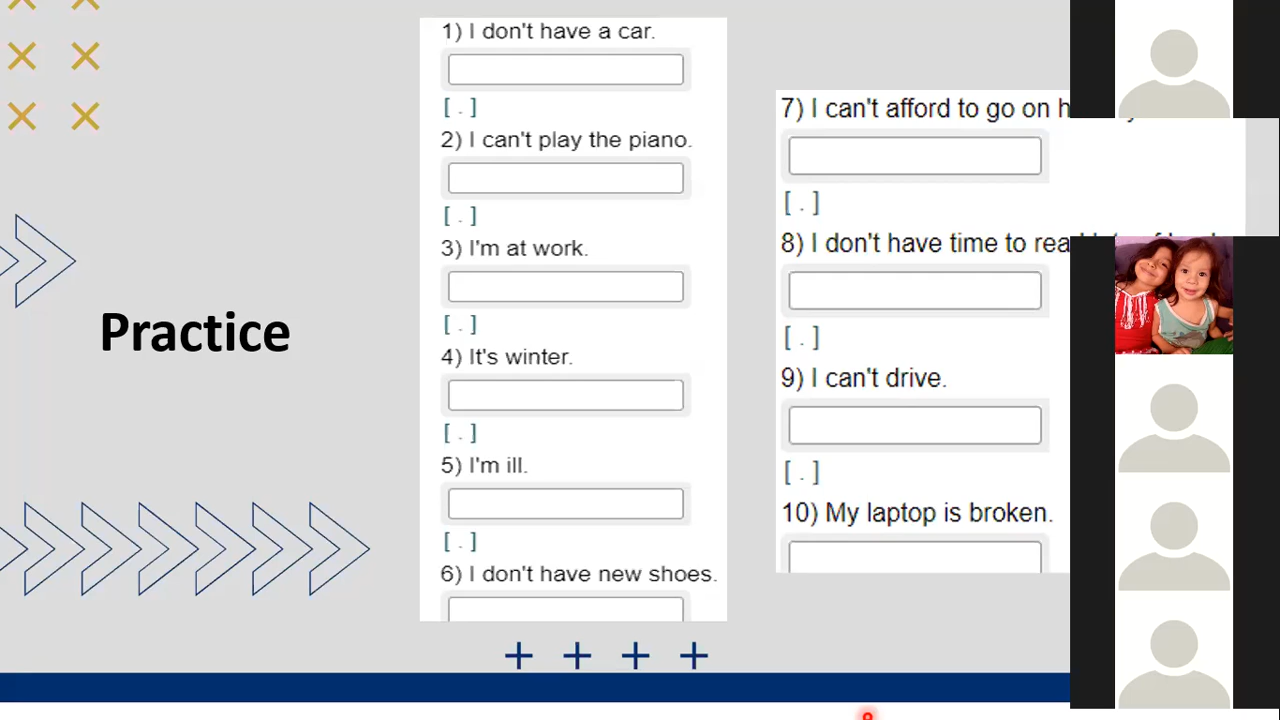 Practice
1) I don't have a car.
[ . ]
2) I can't play the piano.
[ . ]
3) I'm at work.
[ . ]
4) It's winter.
[ . ]
5) I'm ill.
[ . ]
6) I don't have new shoes.
7) I can't afford to go on
[ . ]
8) I don't have time to
[ . ]
9) I can't drive.
[ . ]
10) My laptop is broken.